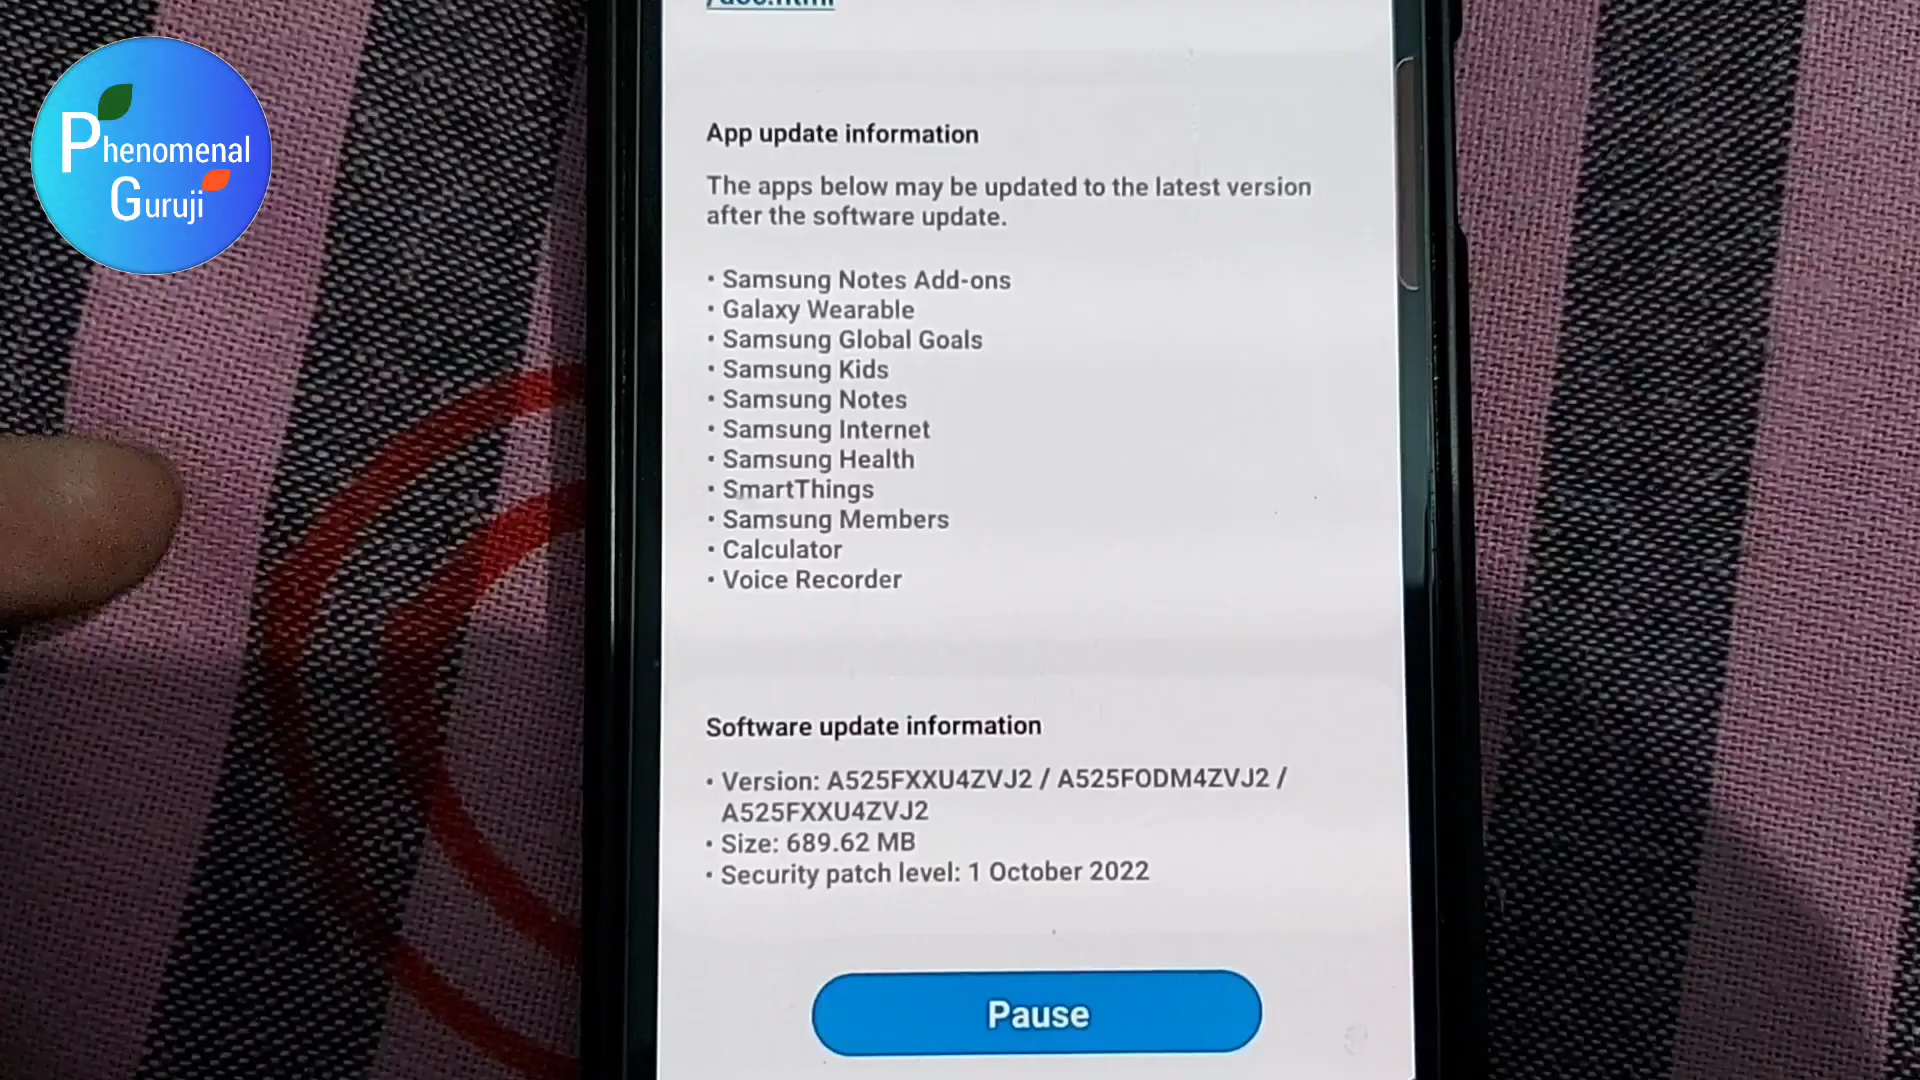 Phenomenal
Guruji
App update information
The apps below may be updated to the latest version
after the software update.
• Samsung Notes Add-ons
• Galaxy Wearable
• Samsung Global Goals
• Samsung Kids
• Samsung Notes
• Samsung Internet
• Samsung Health
• SmartThings
• Samsung Members
• Calculator
• Voice Recorder
Software update information
• Version: A525FXXU4ZVJ2 / A525FODM4ZVJ2 /
A525FXXU4ZVJ2
• Size: 689.62 MB
• Security patch level: 1 October 2022
Pause